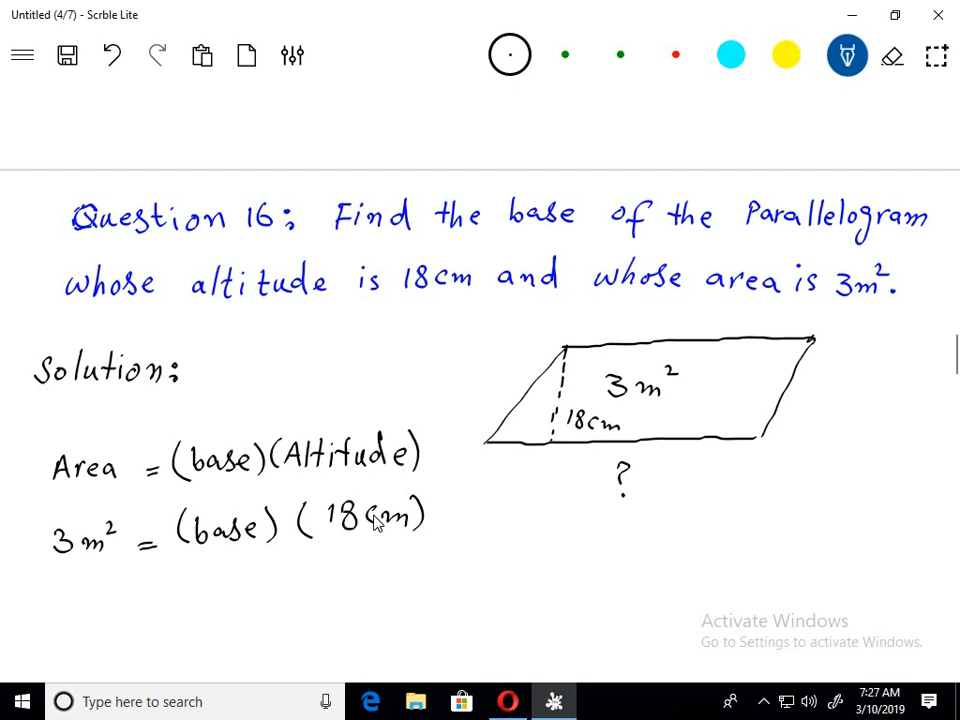 Untitled (4/7) - Scrble Lite
Question 16: Find the base of the Parallelogram
whose altitude is 18cm and whose area is 3m².
Solution:
3m²
18cm
?
Area = (base)(Altitude)
3m² = (base) (18cm)
Activate Windows
Go to Settings to activate Windows.
Type here to search
7:27 AM
3/10/2019